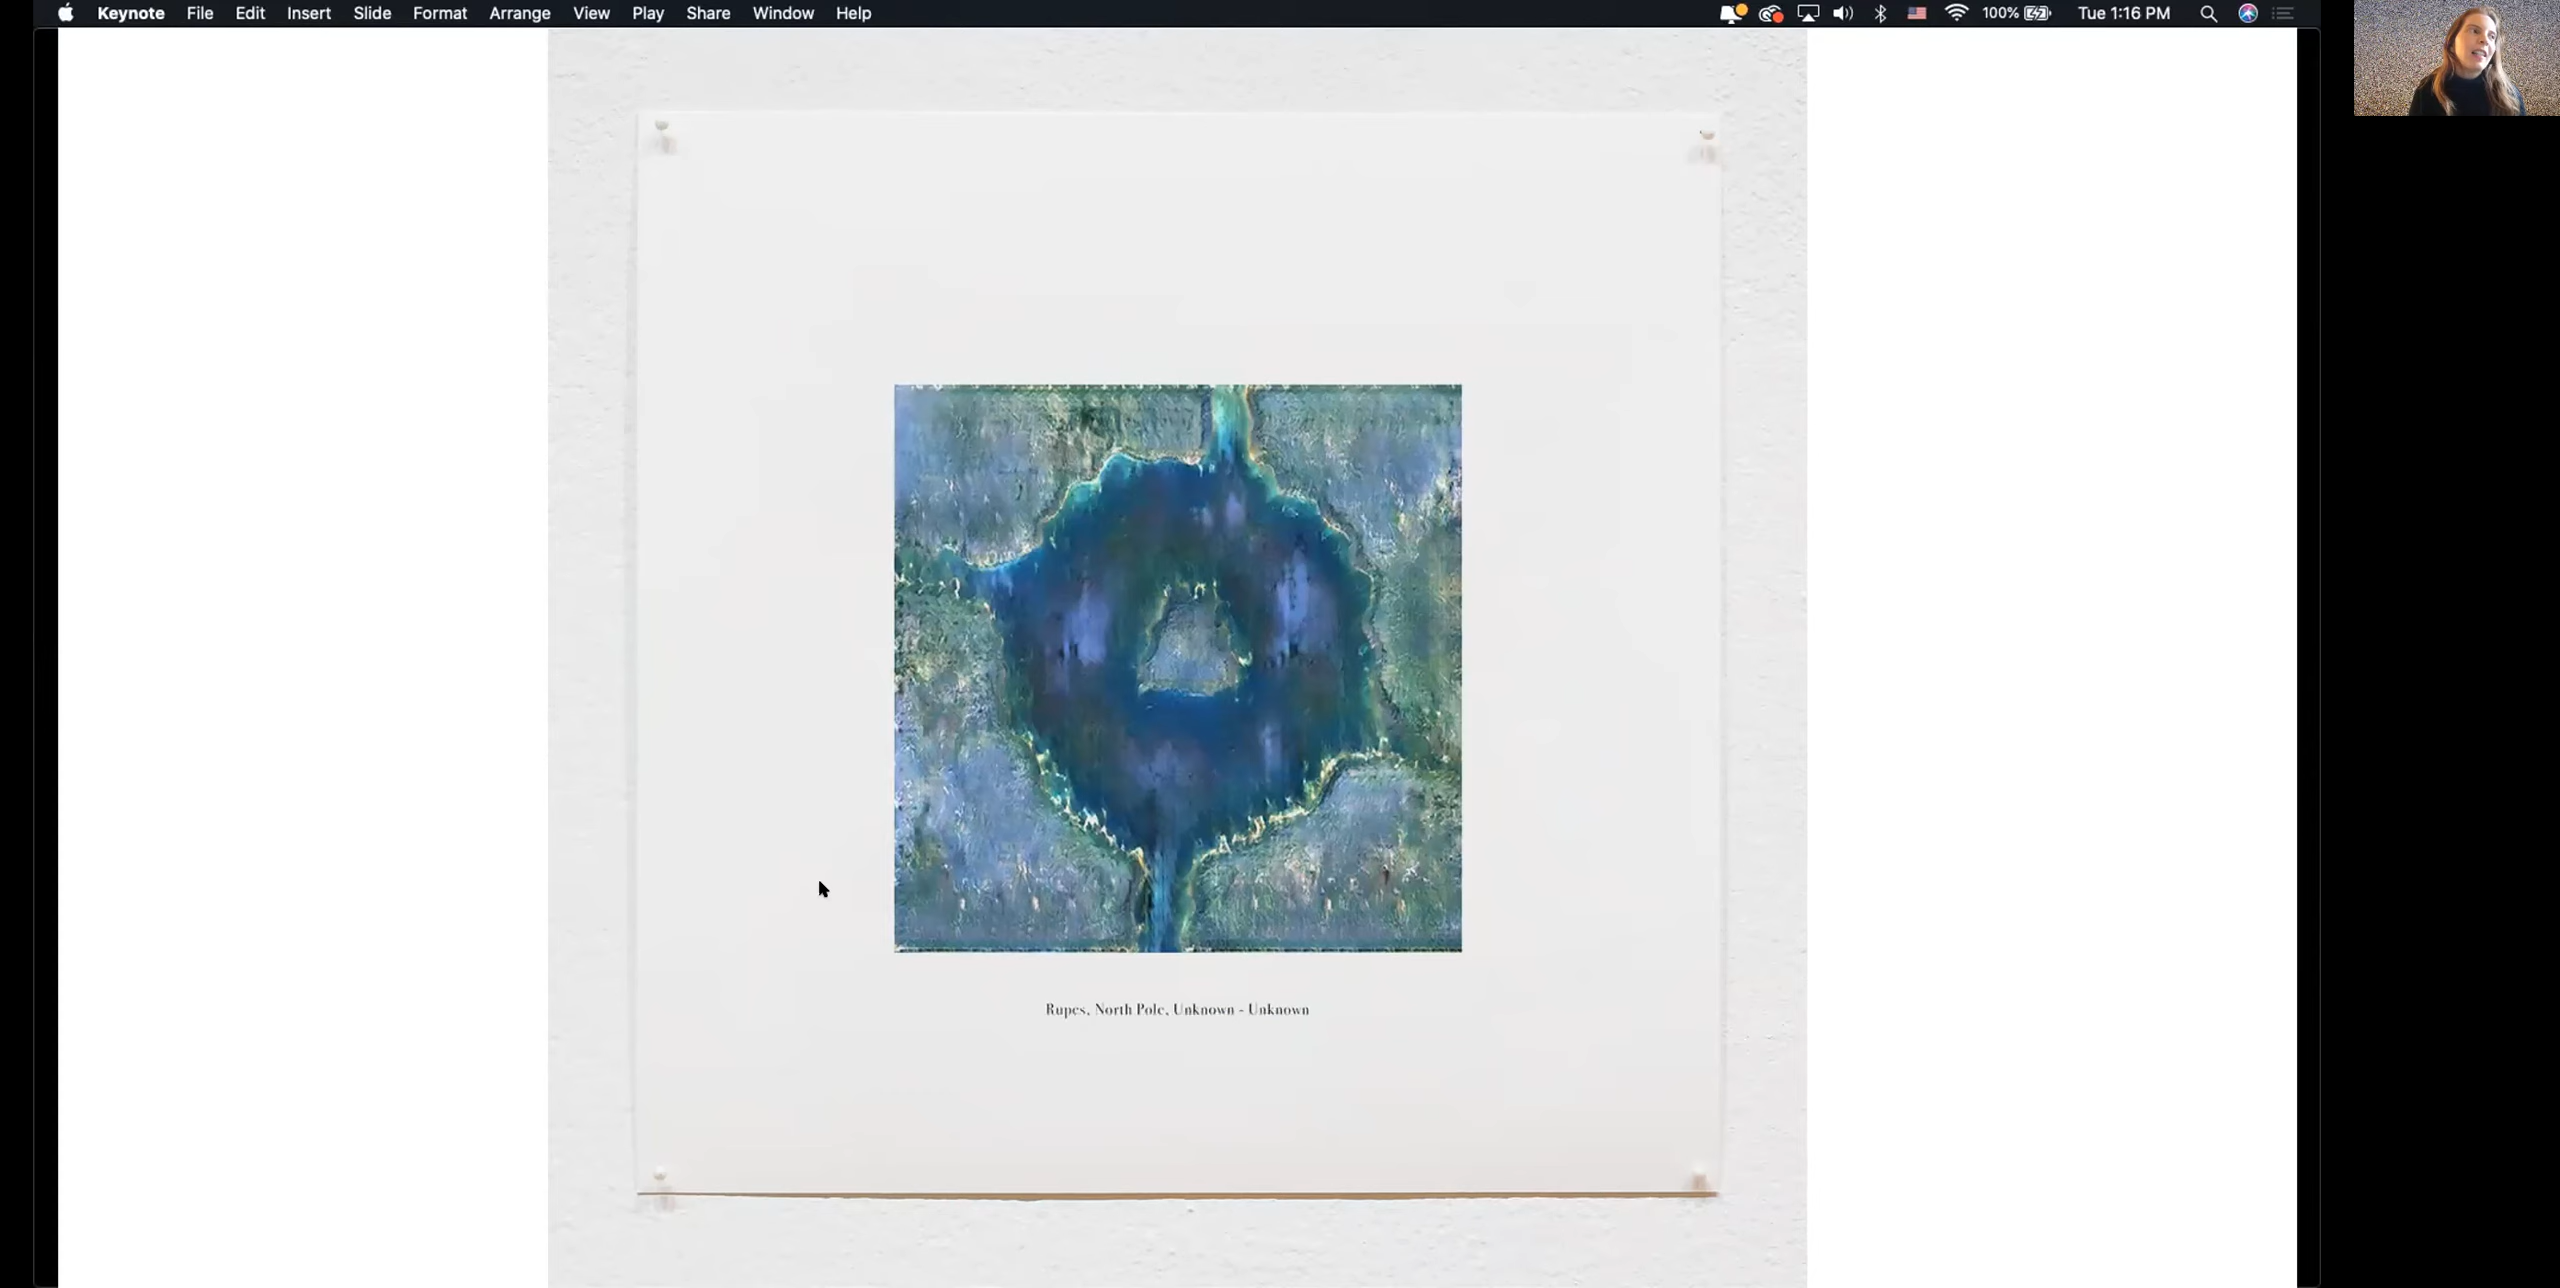 Keynote File Edit Insert Slide Format Arrange View Play Share Window Help 100% Tue 1:16 PM
Rupes, North Pole, Unknown - Unknown